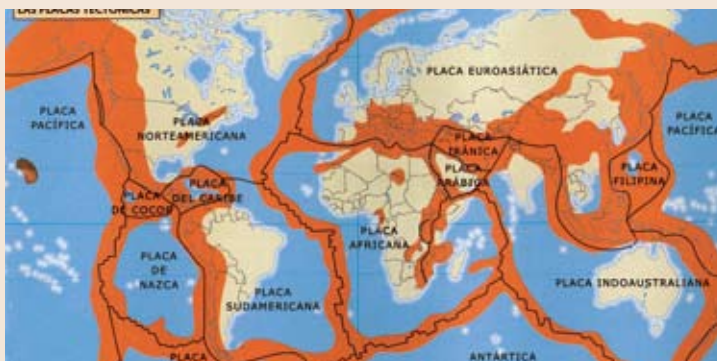 LAS PLACAS TECTÓNICAS
PLACA EUROASIÁTICA
PLACA
PACÍFICA
PLACA
NORTEAMERICANA
PLACA
IRÁNICA
PLACA
PACÍFICA
PLACA
ARÁBIGA
PLACA
FILIPINA
PLACA
DEL CARIBE
PLACA
DE COCOS
PLACA
AFRICANA
PLACA
DE
NAZCA
PLACA
SUDAMERICANA
PLACA INDOAUSTRALIANA
PLACA
ANTÁRTICA